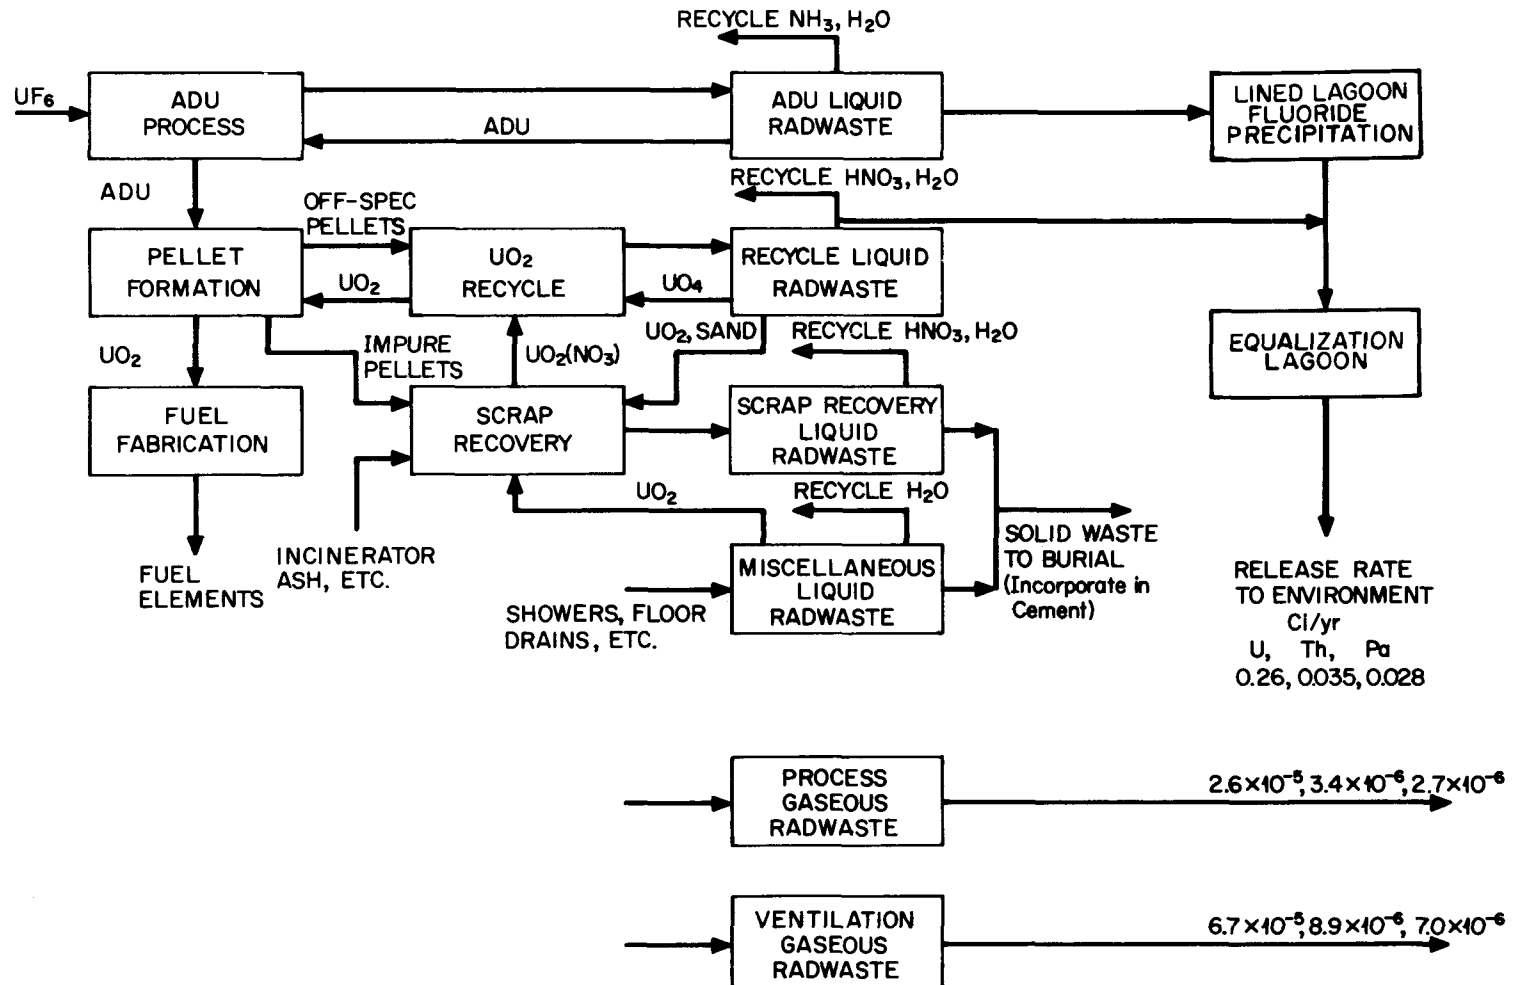 RECYCLE NH₃, H₂O
UF₆
ADU
PROCESS
ADU
ADU LIQUID
RADWASTE
LINED LAGOON
FLUORIDE
PRECIPITATION
ADU
OFF-SPEC
PELLETS
RECYCLE HNO₃, H₂O
PELLET
FORMATION
UO₂
UO₂
RECYCLE
UO₄
RECYCLE LIQUID
RADWASTE
UO₂
IMPURE
PELLETS
UO₂(NO₃)
UO₂, SAND
RECYCLE HNO₃, H₂O
EQUALIZATION
LAGOON
FUEL
FABRICATION
SCRAP
RECOVERY
SCRAP RECOVERY
LIQUID
RADWASTE
UO₂
RECYCLE H₂O
FUEL
ELEMENTS
INCINERATOR
ASH, ETC.
SHOWERS, FLOOR
DRAINS, ETC.
MISCELLANEOUS
LIQUID
RADWASTE
SOLID WASTE
TO BURIAL
(Incorporate in
Cement)
RELEASE RATE
TO ENVIRONMENT
Ci/yr
U, Th, Pa
0.26, 0.035, 0.028
PROCESS
GASEOUS
RADWASTE
2.6×10⁻⁵, 3.4×10⁻⁶, 2.7×10⁻⁶
VENTILATION
GASEOUS
RADWASTE
6.7×10⁻⁵, 8.9×10⁻⁶, 7.0×10⁻⁶